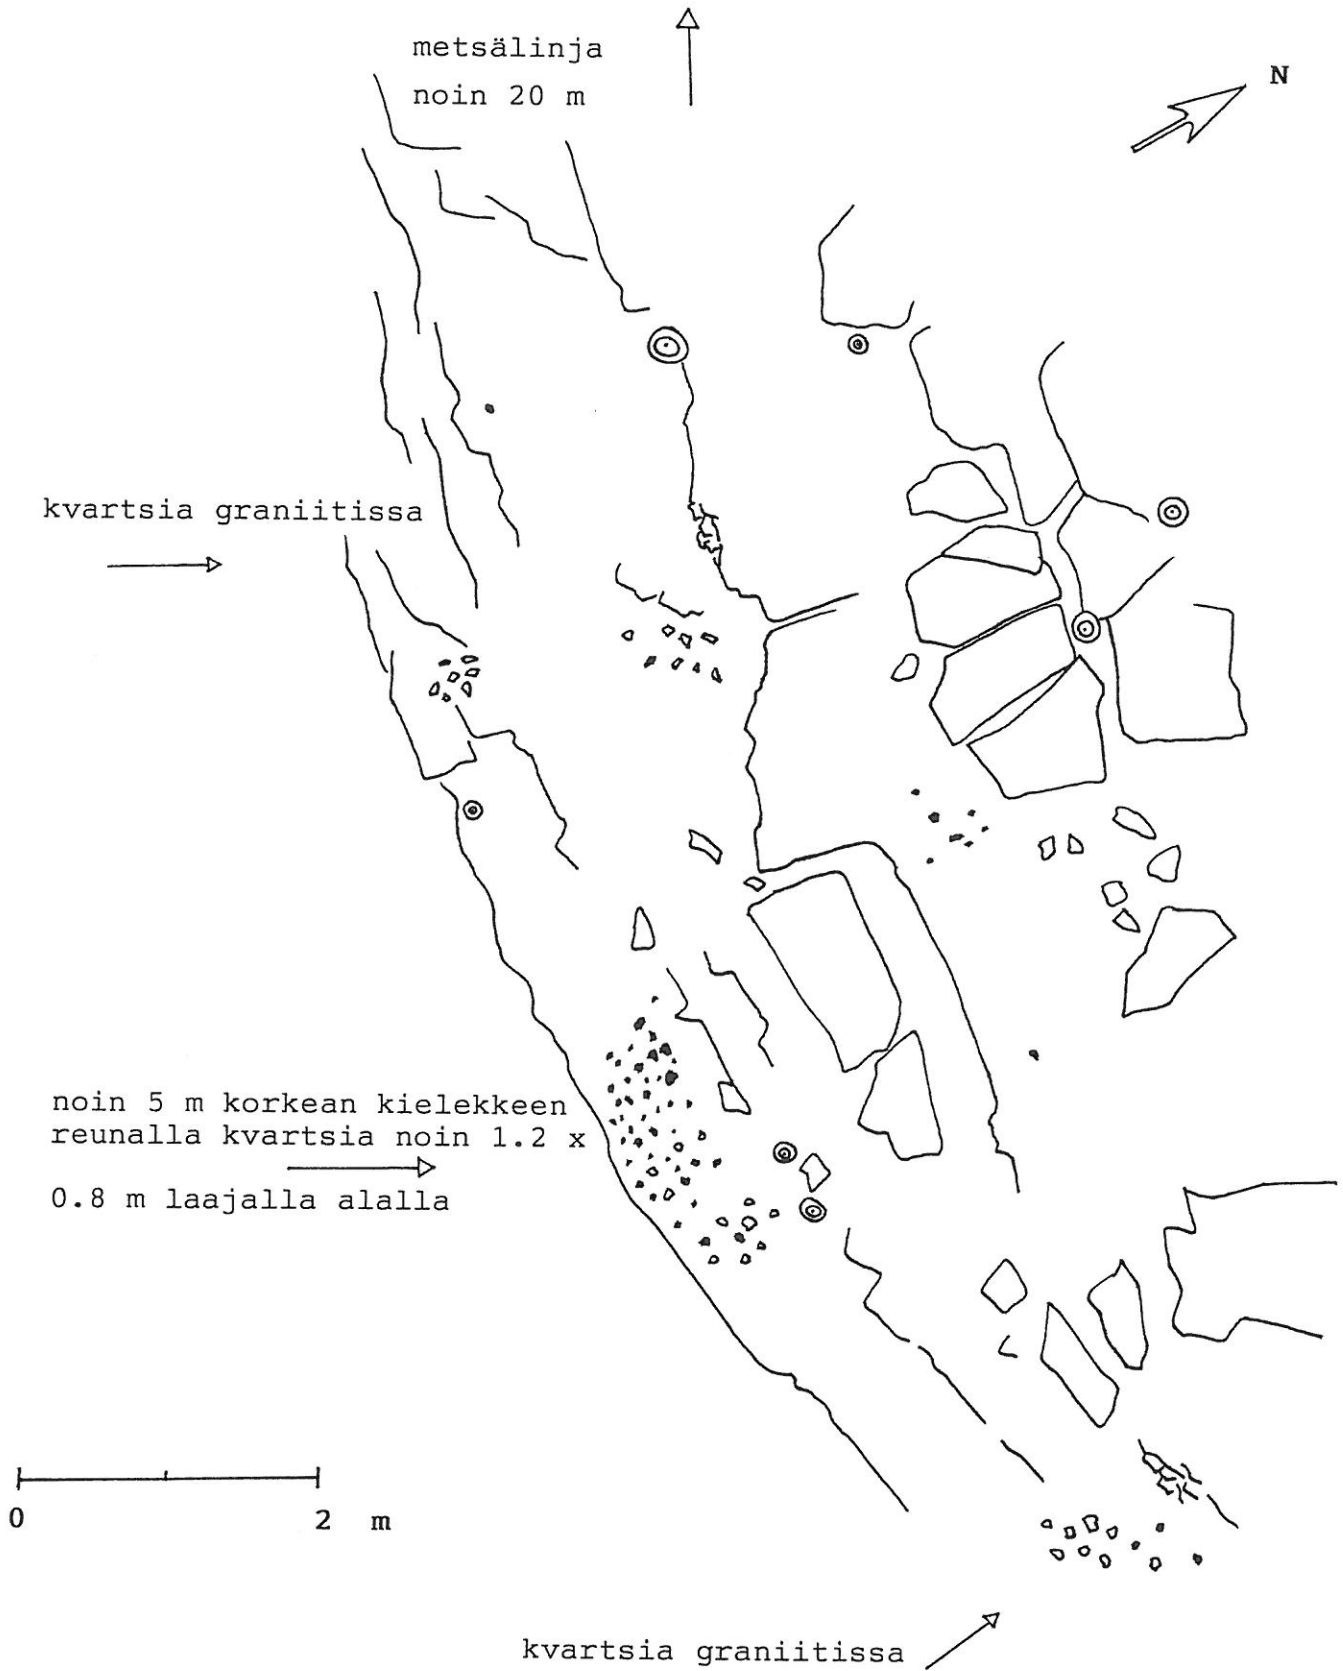 metsälinja
noin 20 m
N
kvartsia graniitissa
noin 5 m korkean kielekkeen
reunalla kvartsia noin 1.2 x
0.8 m laajalla alalla
0 2 m
kvartsia graniitissa